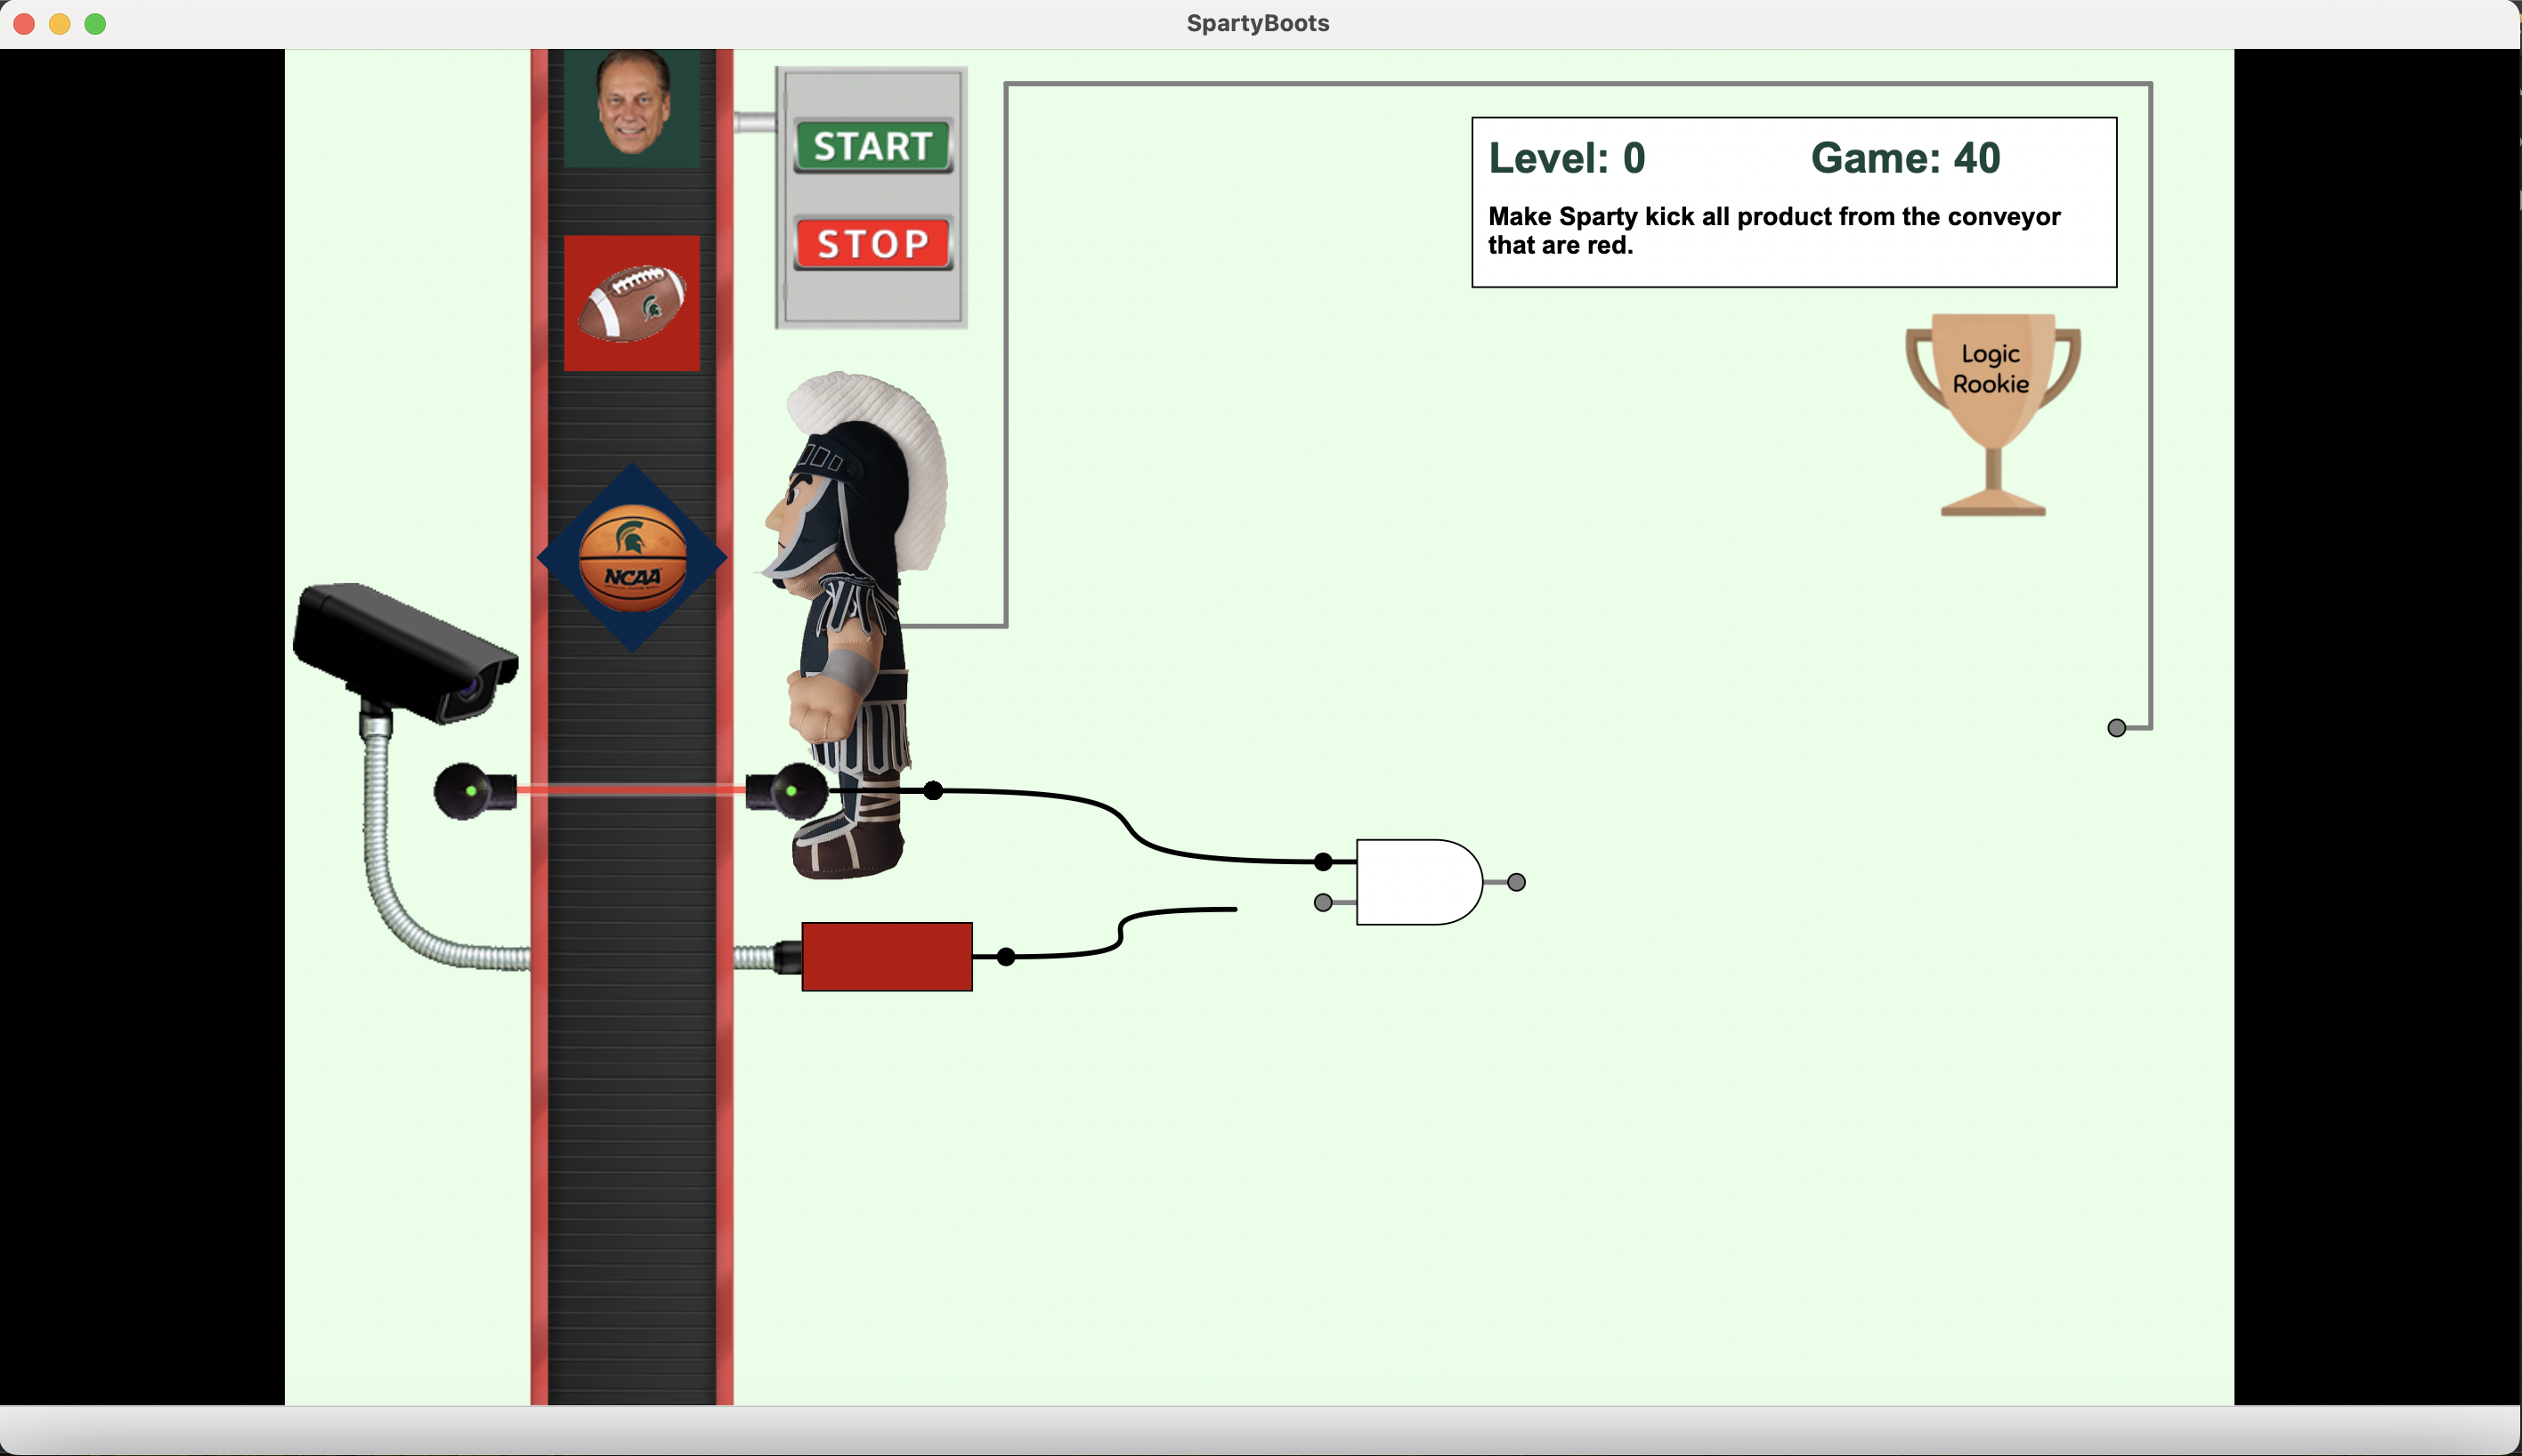 SpartyBoots
START
STOP
Level: 0 Game: 40
Make Sparty kick all product from the conveyor
that are red.
Logic
Rookie
NCAA